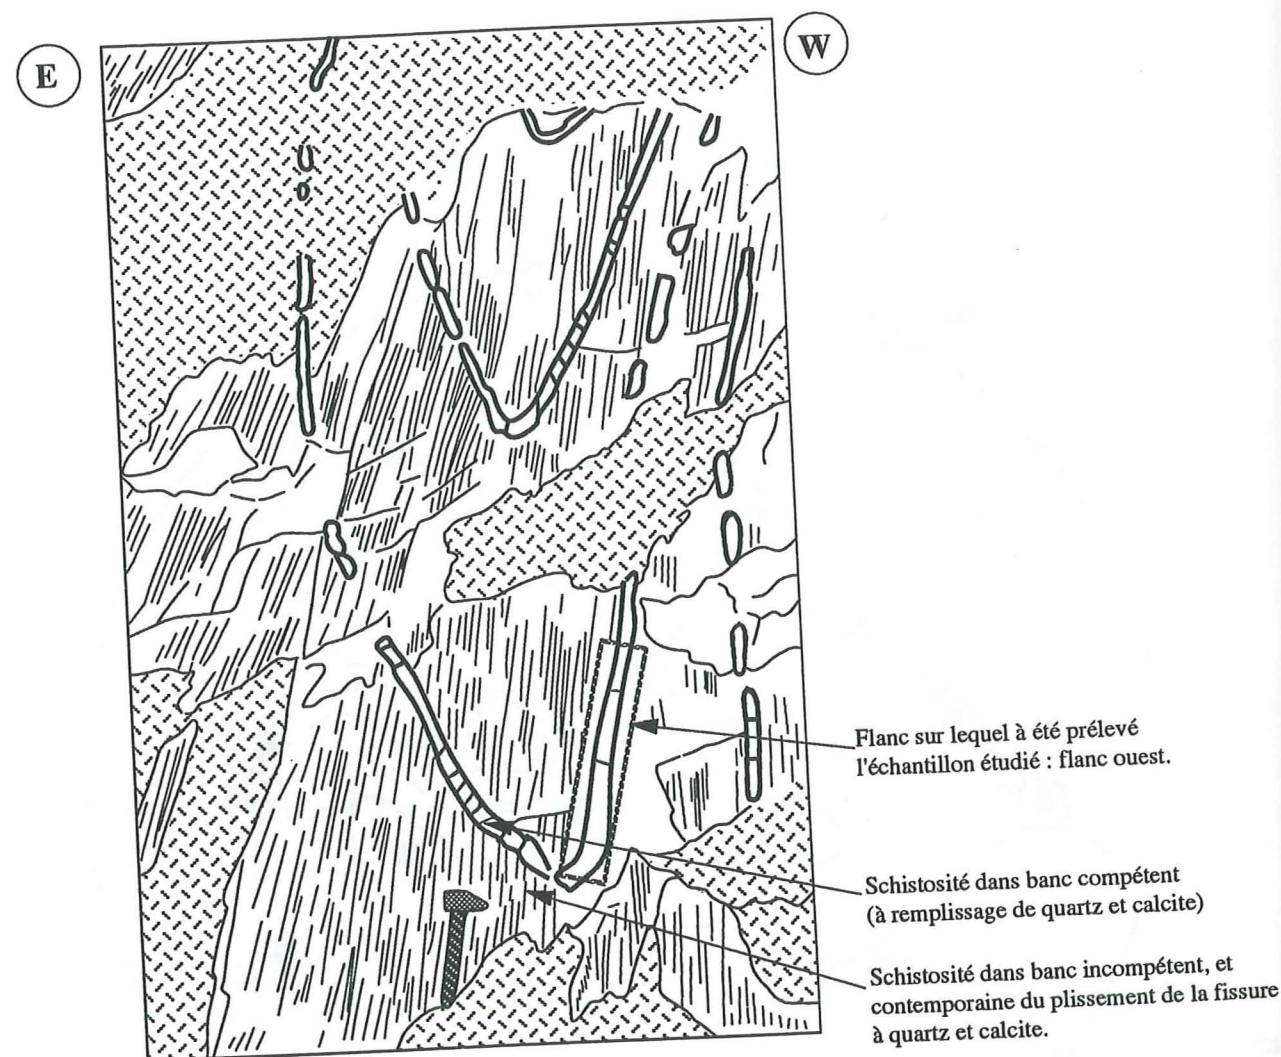 E
W
Flanc sur lequel à été prélevé
l'échantillon étudié : flanc ouest.
Schistosité dans banc compétent
(à remplissage de quartz et calcite)
Schistosité dans banc incompétent, et
contemporaine du plissement de la fissure
à quartz et calcite.